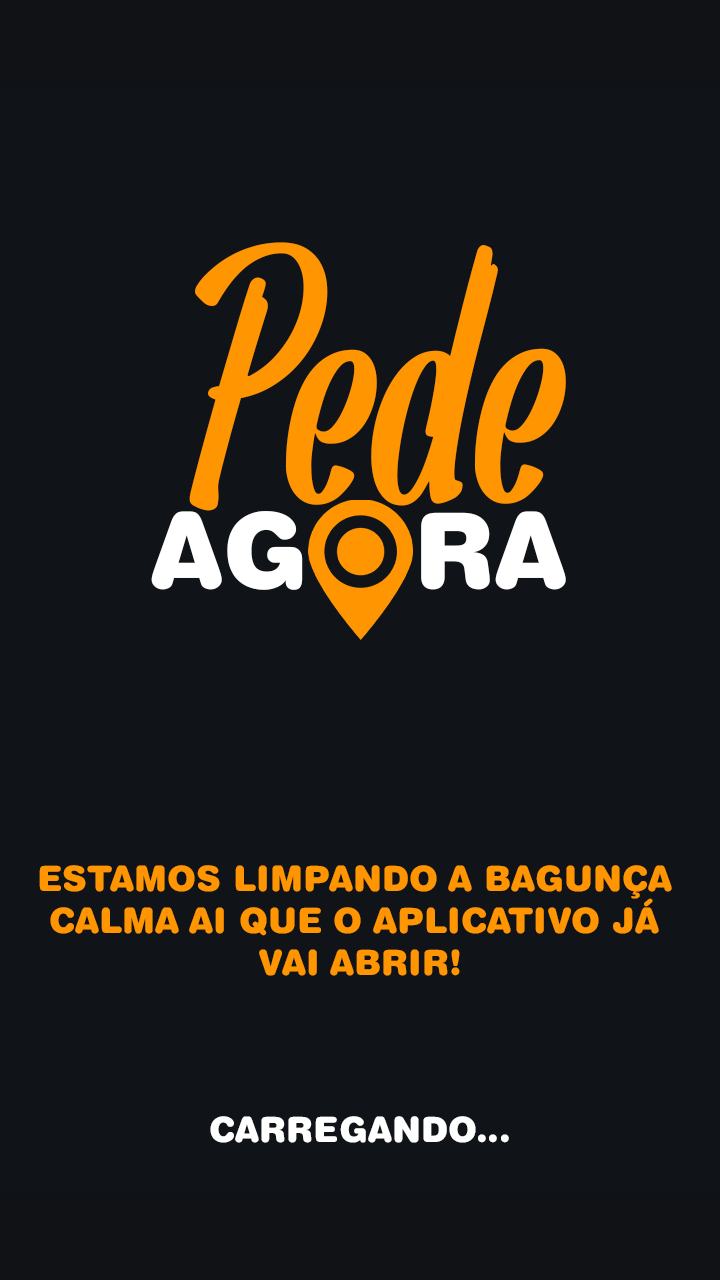 Pede
AGORA
ESTAMOS LIMPANDO A BAGUNÇA
CALMA AI QUE O APLICATIVO JÁ
VAI ABRIR!
CARREGANDO...